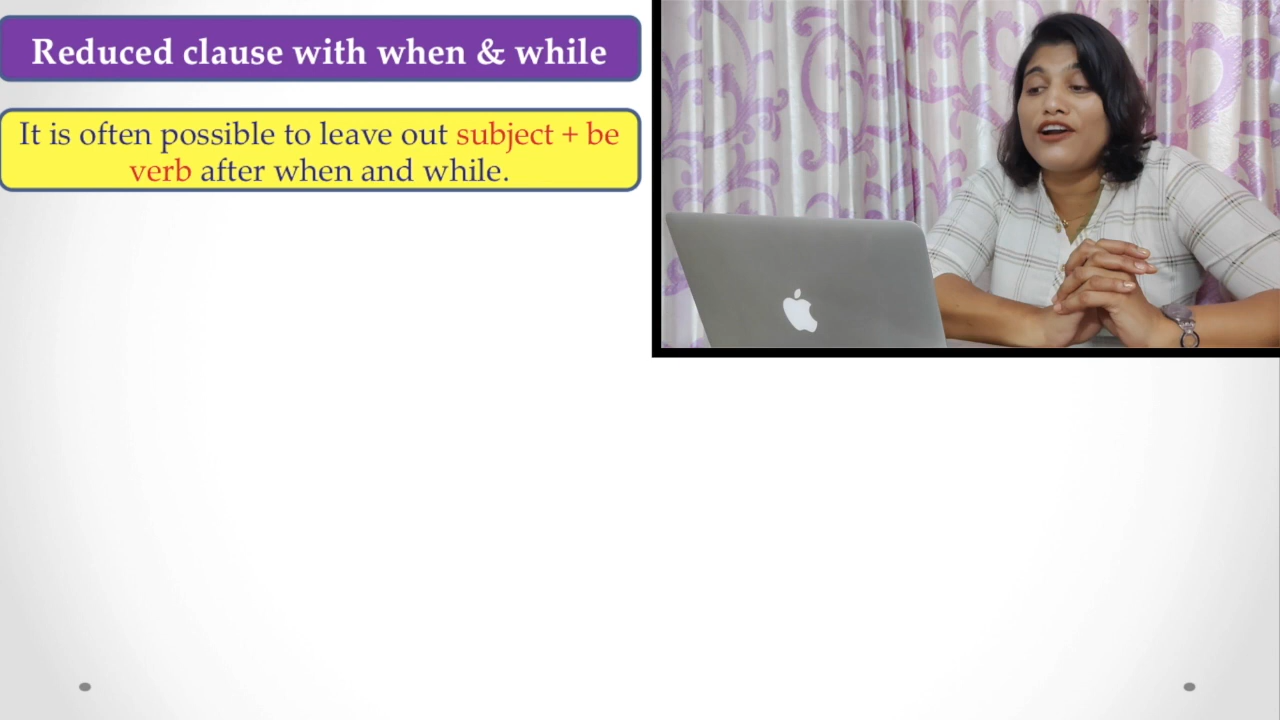 Reduced clause with when & while
It is often possible to leave out subject + be
verb after when and while.